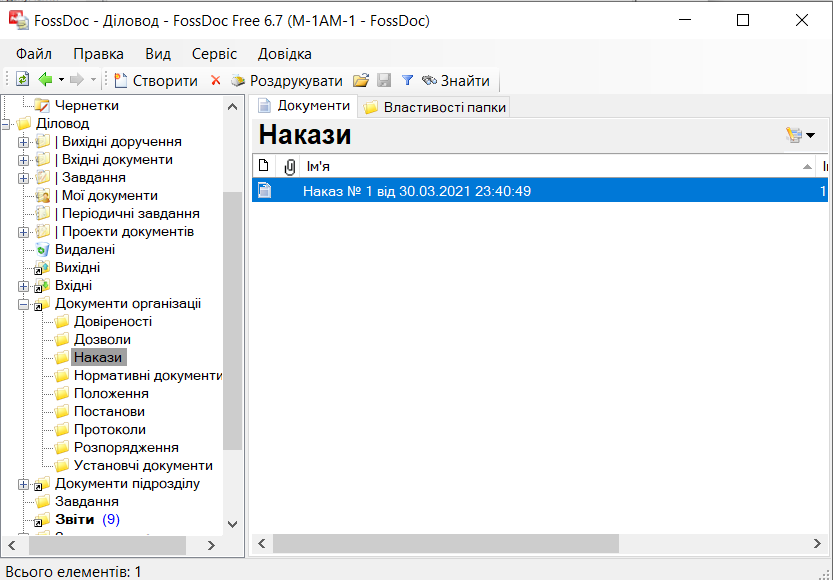 FossDoc - Діловод - FossDoc Free 6.7 (M-1AM-1 - FossDoc)
Файл Правка Вид Сервіс Довідка
Створити Роздрукувати Знайти
Чернетки
Діловод
| Вихідні доручення
| Вхідні документи
| Завдання
| Мої документи
| Періодичні завдання
| Проекти документів
Видалені
Вихідні
Вхідні
Документи організації
Довіреності
Дозволи
Накази
Нормативні документи
Положення
Постанови
Протоколи
Розпорядження
Установчі документи
Документи підрозділу
Завдання
Звіти (9)
Документи Властивості папки
Накази
Ім'я
Наказ № 1 від 30.03.2021 23:40:49 1
Всього елементів: 1